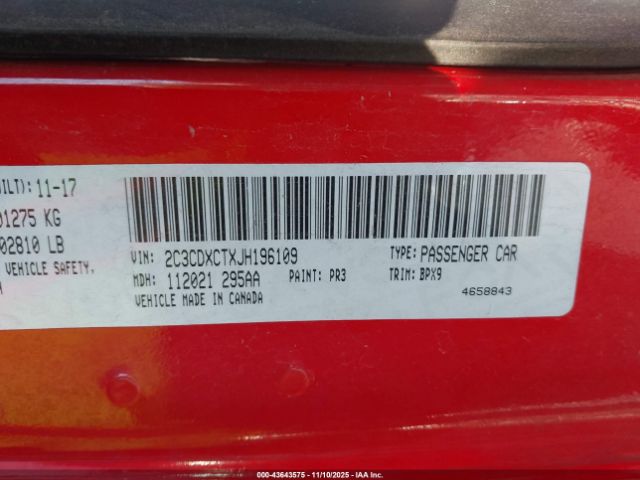 ILT): 11-17
01275 KG
02810 LB
VEHICLE SAFETY,
VIN: 2C3CDXCTXJH196109 TYPE: PASSENGER CAR
MDH: 112021 295AA PAINT: PR3 TRIM: BPX9
VEHICLE MADE IN CANADA
4658843
000-43643575 — 11/10/2025 — IAA Inc.